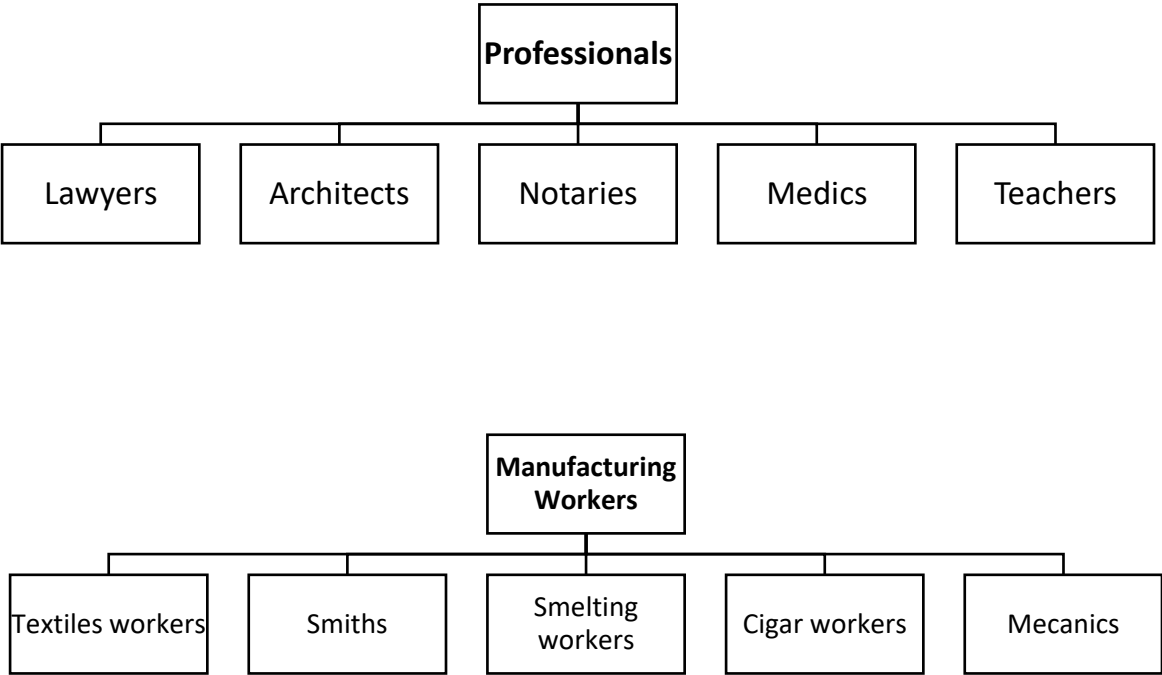 Professionals
Lawyers
Architects
Notaries
Medics
Teachers
Manufacturing
Workers
Textiles workers
Smiths
Smelting
workers
Cigar workers
Mecanics